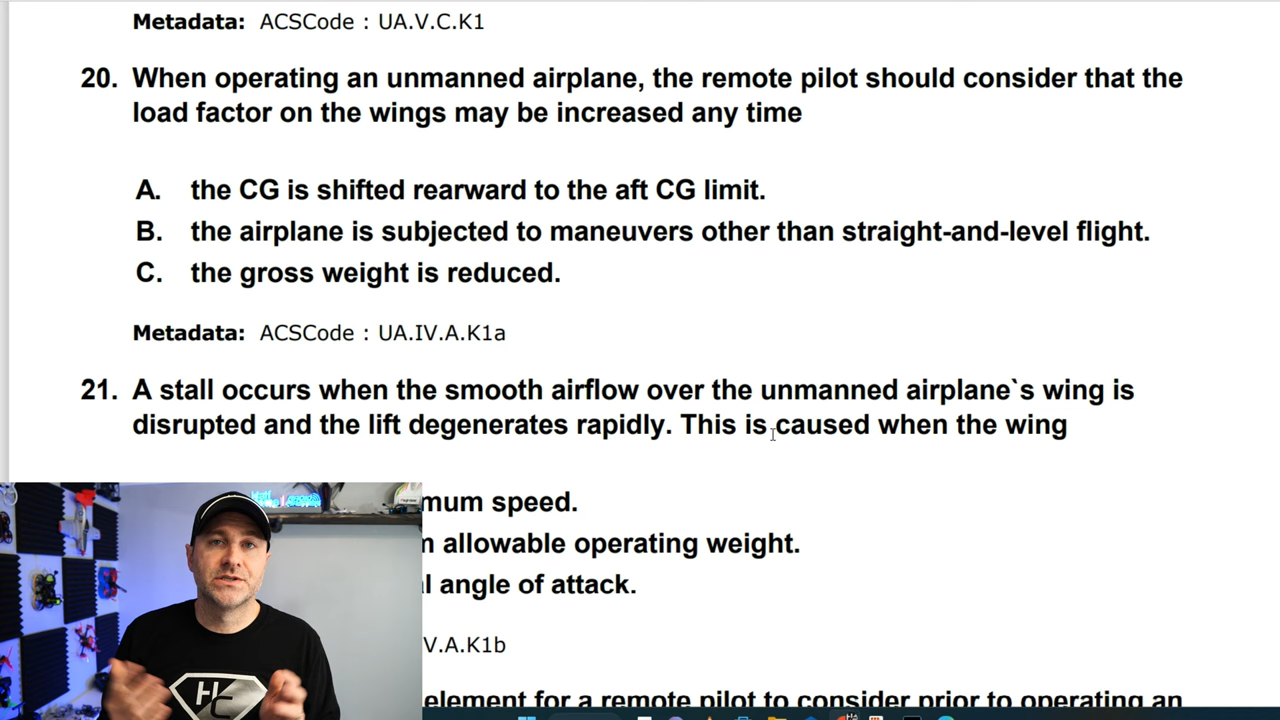 Metadata: ACSCode : UA.V.C.K1
20. When operating an unmanned airplane, the remote pilot should consider that the
load factor on the wings may be increased any time
A. the CG is shifted rearward to the aft CG limit.
B. the airplane is subjected to maneuvers other than straight-and-level flight.
C. the gross weight is reduced.
Metadata: ACSCode : UA.IV.A.K1a
21. A stall occurs when the smooth airflow over the unmanned airplane`s wing is
disrupted and the lift degenerates rapidly. This is caused when the wing
speed.
allowable operating weight.
angle of attack.
V.A.K1b
element for a remote pilot to consider prior to operating an
HC